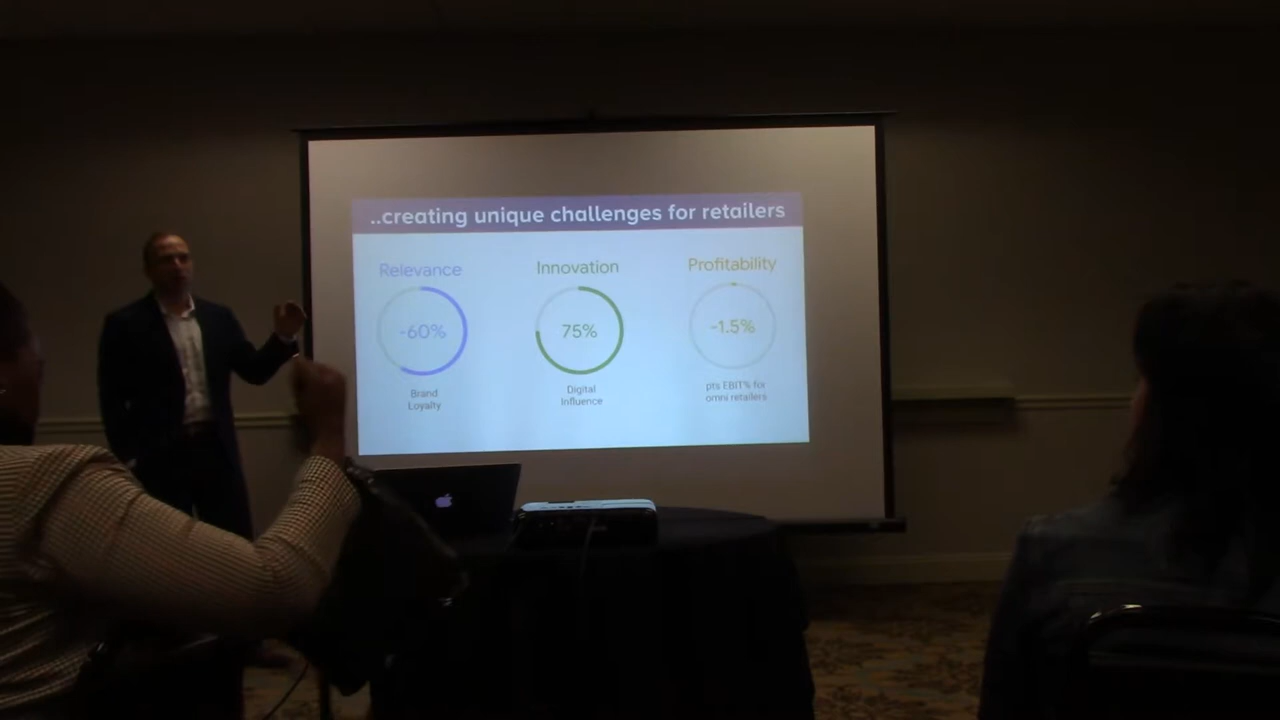 ..creating unique challenges for retailers
Relevance
-60%
Brand
Loyalty
Innovation
75%
Digital
Influence
Profitability
-1.5%
pts EBIT% for
omni retailers